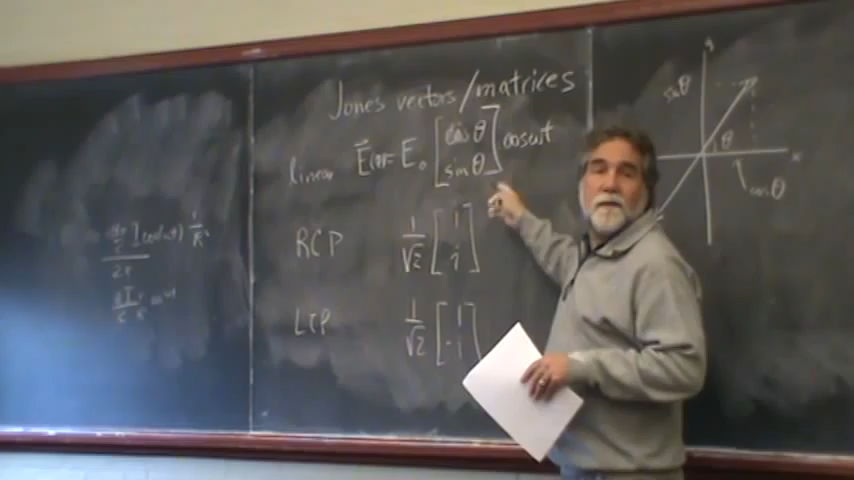 Jones vectors/matrices
linear E⃗(t)= E₀ [cos θ
sin θ] cos ωt
RCP 1/√2 [1
i]
LCP 1/√2 [1
-i]
sin θ
θ
x
cos θ